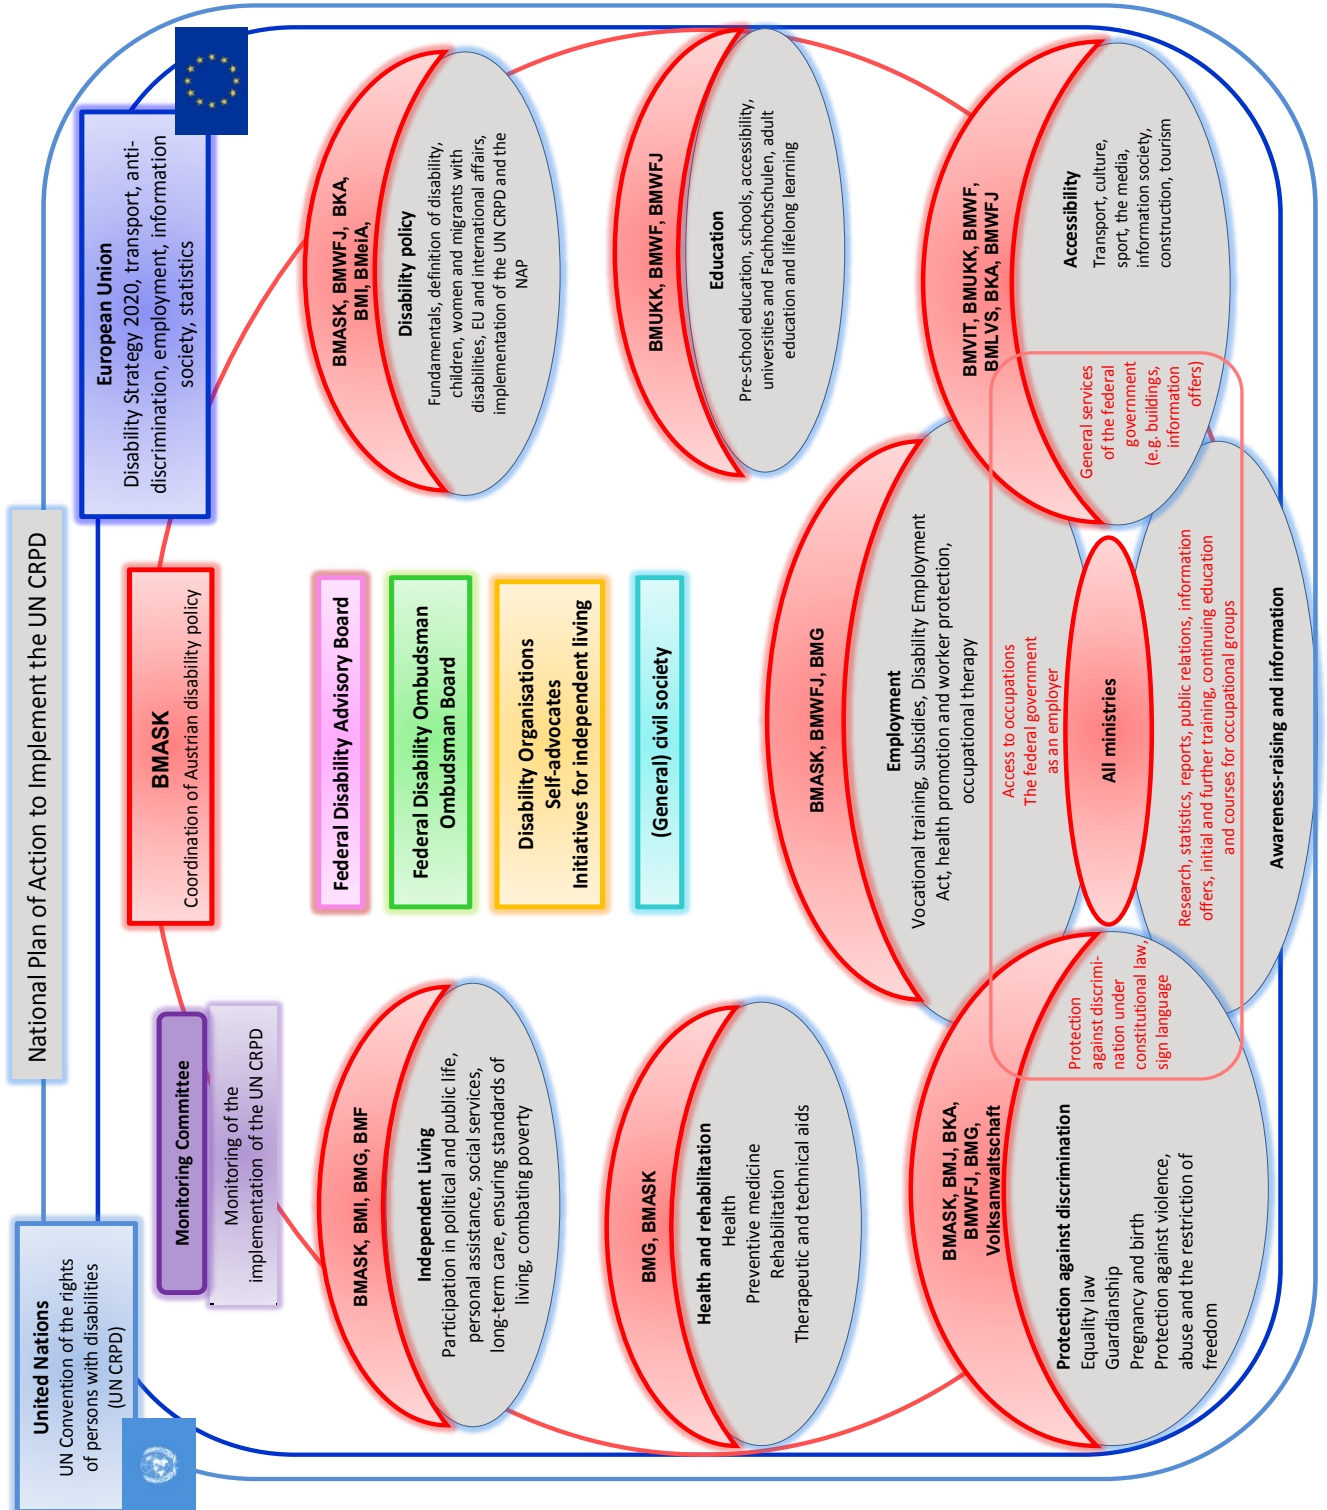 National Plan of Action to Implement the UN CRPD
United Nations
UN Convention of the rights
of persons with disabilities
(UN CRPD)
European Union
Disability Strategy 2020, transport, anti-
discrimination, employment, information
society, statistics
BMASK
Coordination of Austrian disability policy
Monitoring Committee
Monitoring of the
implementation of the UN CRPD
BMASK, BMI, BMG, BMF
Independent Living
Participation in political and public life,
personal assistance, social services,
long-term care, ensuring standards of
living, combating poverty
Federal Disability Advisory Board
Federal Disability Ombudsman
Ombudsman Board
Disability Organisations
Self-advocates
Initiatives for independent living
(General) civil society
BMASK, BMWFJ, BKA,
BMI, BMeiA,
Disability policy
Fundamentals, definition of disability,
children, women and migrants with
disabilities, EU and international affairs,
implementation of the UN CRPD and the
NAP
BMG, BMASK
Health and rehabilitation
Health
Preventive medicine
Rehabilitation
Therapeutic and technical aids
BMUKK, BMWF, BMWFJ
Education
Pre-school education, schools, accessibility,
universities and Fachhochschulen, adult
education and lifelong learning
BMASK, BMWFJ, BMG
Employment
Vocational training, subsidies, Disability Employment
Act, health promotion and worker protection,
occupational therapy
Access to occupations
The federal government
as an employer
BMASK, BMJ, BKA,
BMWFJ, BMG,
Volksanwaltschaft
Protection against discrimination
Equality law
Guardianship
Pregnancy and birth
Protection against violence,
abuse and the restriction of
freedom
Protection
against discrimi-
nation under
constitutional law,
sign language
All ministries
Research, statistics, reports, public relations, information
offers, initial and further training, continuing education
and courses for occupational groups
Awareness-raising and information
BMVIT, BMUKK, BMWF,
BMLVS, BKA, BMWFJ
Accessibility
Transport, culture,
sport, the media,
information society,
construction, tourism
General services
of the federal
government
(e.g. buildings,
information
offers)